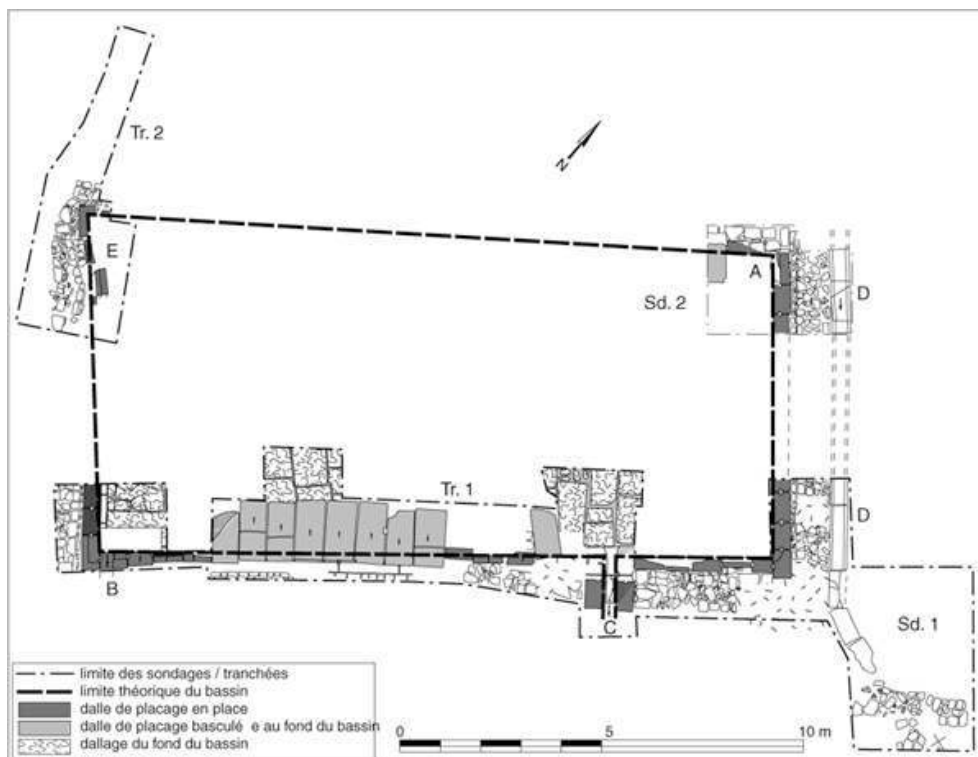 Tr. 2
N
E
A
Sd. 2
D
Tr. 1
D
B
C
Sd. 1
limite des sondages / tranchées
limite théorique du bassin
dalle de placage en place
dalle de placage basculé e au fond du bassin
dallage du fond du bassin
0 5 10 m